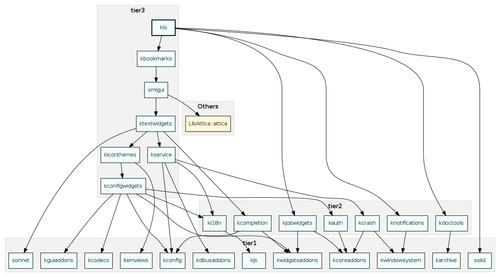 tier3
kio
kbookmarks
xmlgui
Others
ktextwidgets
LibAttica::attica
kiconthemes
kservice
kconfigwidgets
tier2
ki18n
kcompletion
kjobwidgets
kauth
kcrash
knotifications
kdoctools
tier1
sonnet
kguiaddons
kcodecs
itemviews
kconfig
kdbusaddons
kjs
kwidgetsaddons
kcoreaddons
kwindowsystem
karchive
solid